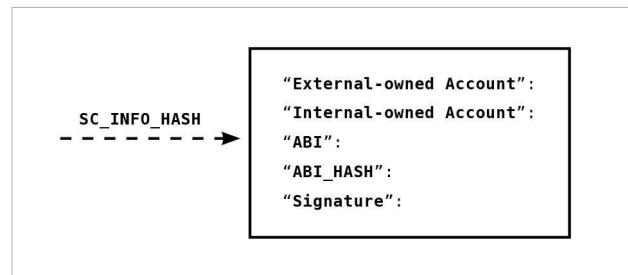 SC_INFO_HASH
“External-owned Account”:
“Internal-owned Account”:
“ABI”:
“ABI_HASH”:
“Signature”: